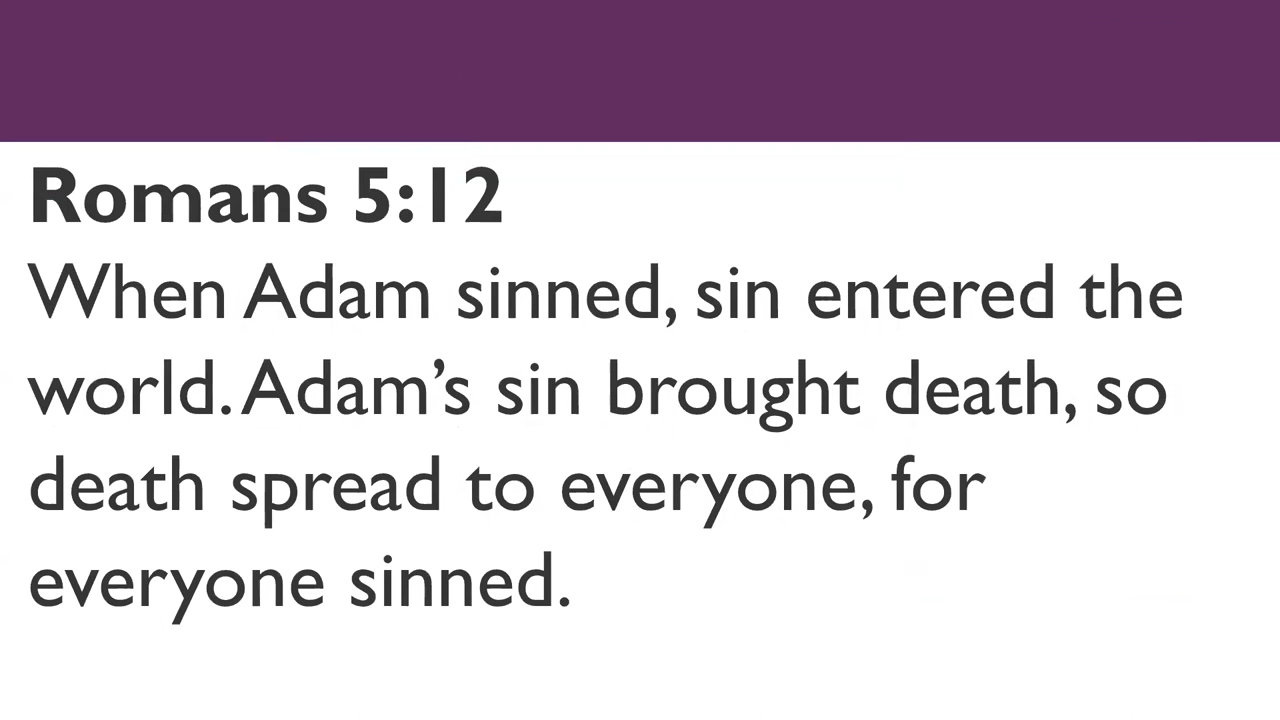 Romans 5:12
When Adam sinned, sin entered the
world. Adam’s sin brought death, so
death spread to everyone, for
everyone sinned.